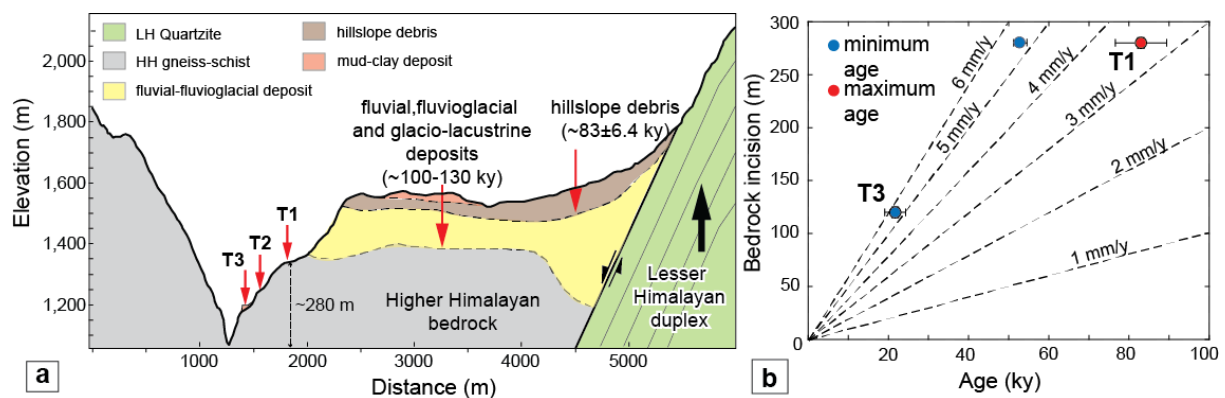 LH Quartzite
HH gneiss-schist
fluvial-fluvioglacial deposit
hillslope debris
mud-clay deposit
fluvial,fluvioglacial
and glacio-lacustrine
deposits
(~100-130 ky)
hillslope debris
(~83±6.4 ky)
T1
T2
T3
~280 m
Higher Himalayan
bedrock
Lesser
Himalayan
duplex
Elevation (m)
2,000
1,800
1,600
1,400
1,200
1000
2000
3000
4000
5000
Distance (m)
a
minimum
age
maximum
age
T1
T3
6 mm/y
5 mm/y
4 mm/y
3 mm/y
2 mm/y
1 mm/y
Bedrock incision (m)
300
250
200
150
100
50
0
20
40
60
80
100
Age (ky)
b